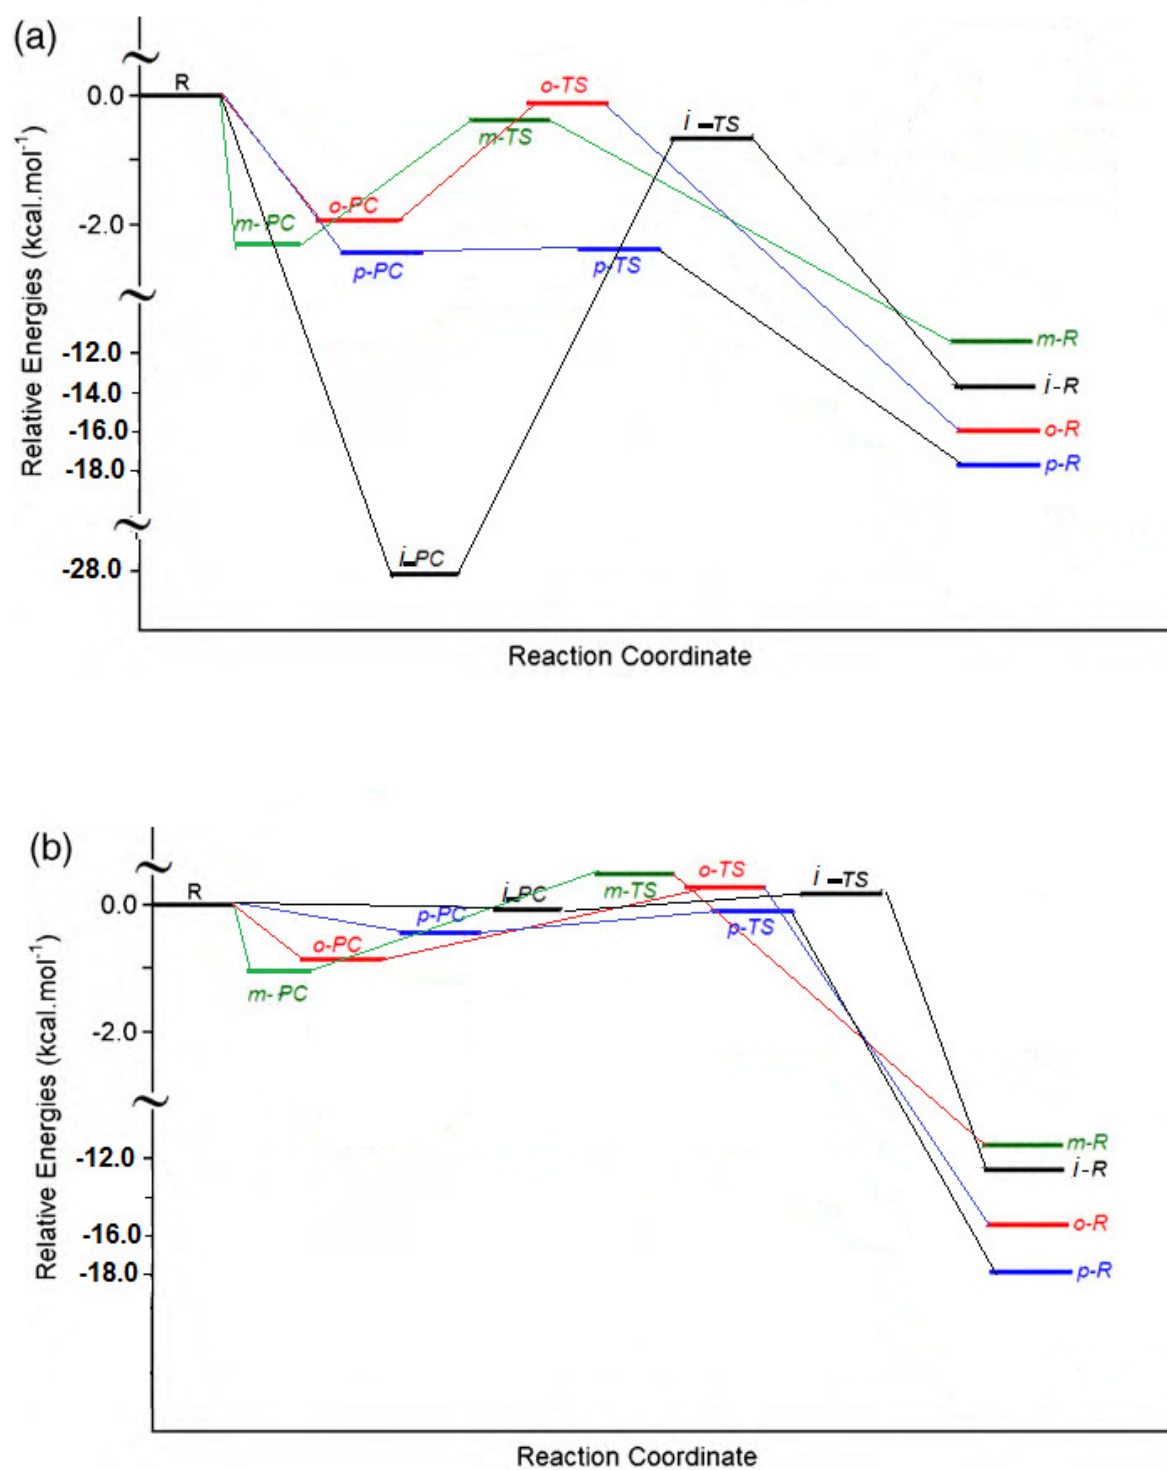 (a)
R
0.0
o-TS
m-TS
i-TS
o-PC
m-PC
-2.0
p-PC
p-TS
Relative Energies (kcal.mol⁻¹)
m-R
-12.0
i-R
-14.0
o-R
-16.0
p-R
-18.0
i-PC
-28.0
Reaction Coordinate
(b)
R
0.0
i-PC
m-TS
o-TS
i-TS
p-PC
p-TS
o-PC
m-PC
-2.0
Relative Energies (kcal.mol⁻¹)
m-R
-12.0
i-R
o-R
-16.0
-18.0
p-R
Reaction Coordinate